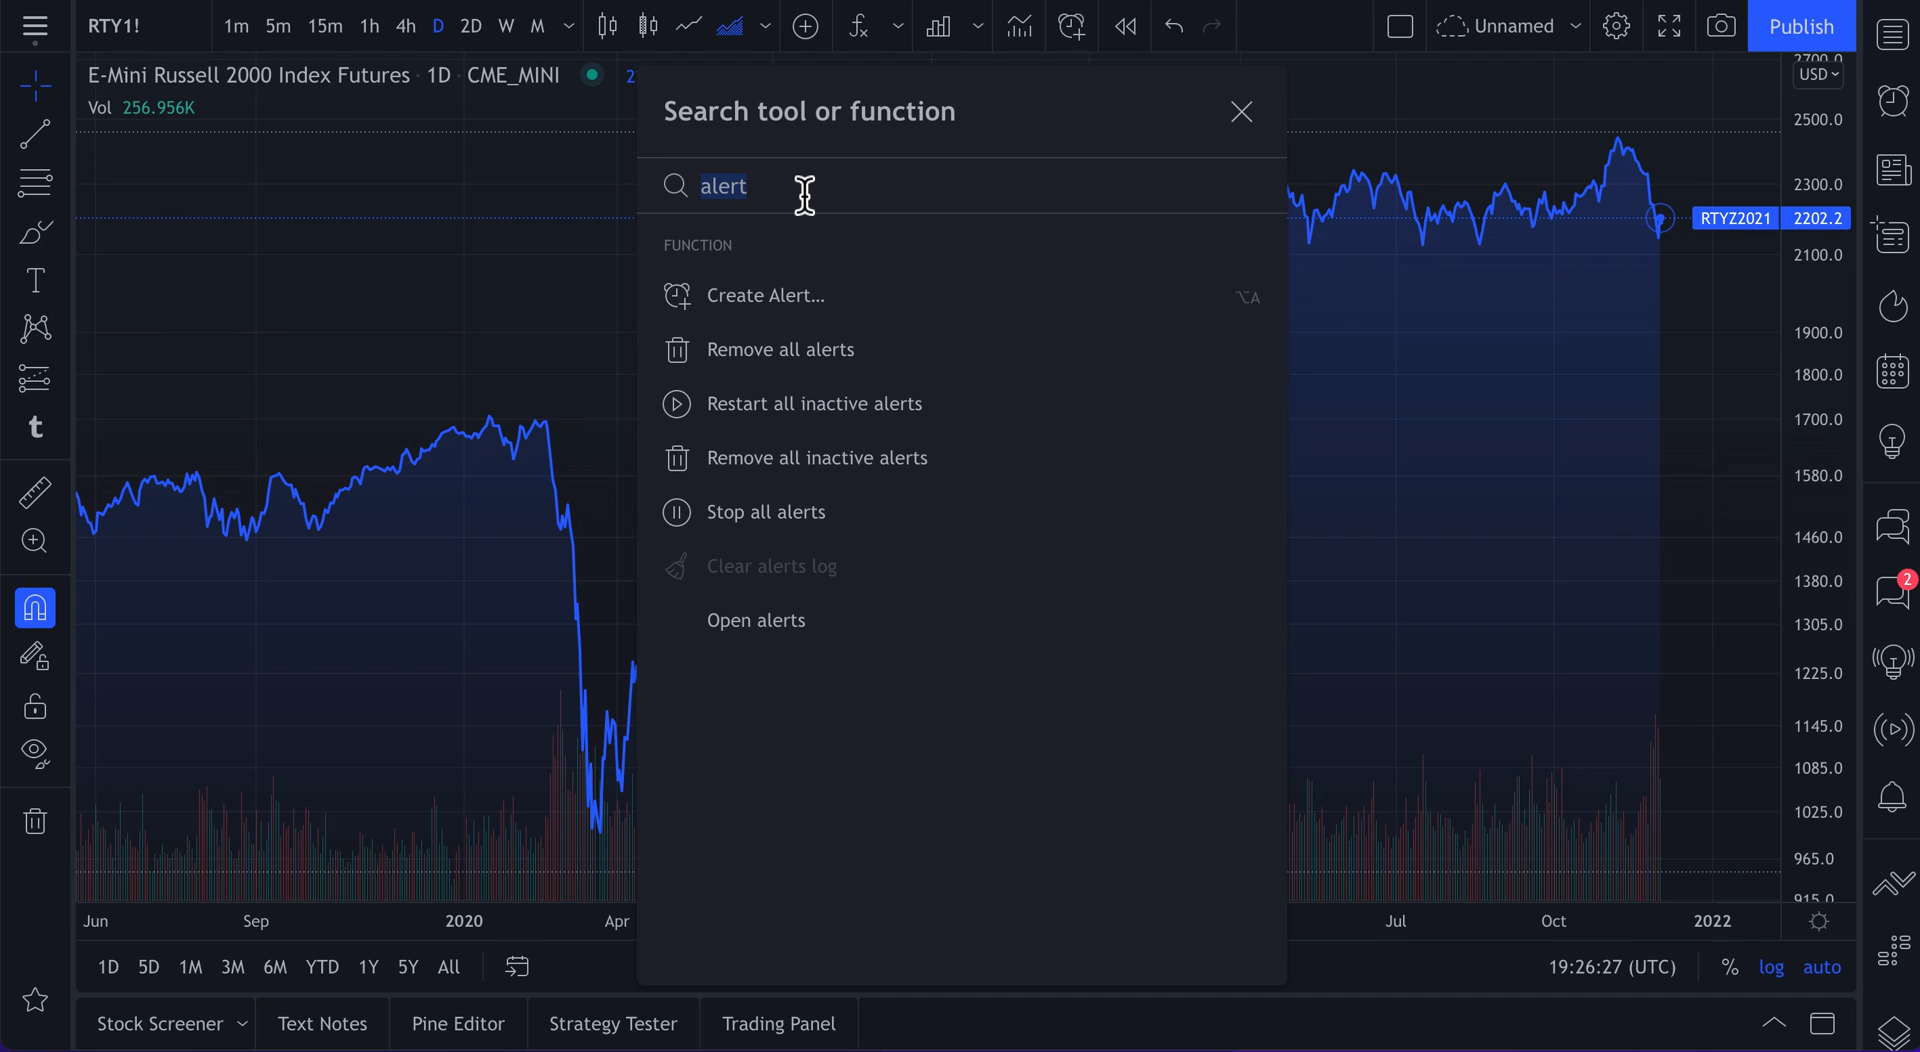 RTY1!
1m 5m 15m 1h 4h D 2D W M
Unnamed
Publish
E-Mini Russell 2000 Index Futures · 1D · CME_MINI
2
Vol 256.956K
Search tool or function
alert
FUNCTION
Create Alert... ⌥A
Remove all alerts
Restart all inactive alerts
Remove all inactive alerts
Stop all alerts
Clear alerts log
Open alerts
2700.0
USD
2500.0
2300.0
RTYZ2021 2202.2
2100.0
1900.0
1800.0
1700.0
1580.0
1460.0
1380.0
1305.0
1225.0
1145.0
1085.0
1025.0
965.0
915.0
2
Jun Sep 2020 Apr Jul Oct 2022
1D 5D 1M 3M 6M YTD 1Y 5Y All
19:26:27 (UTC) % log auto
Stock Screener Text Notes Pine Editor Strategy Tester Trading Panel